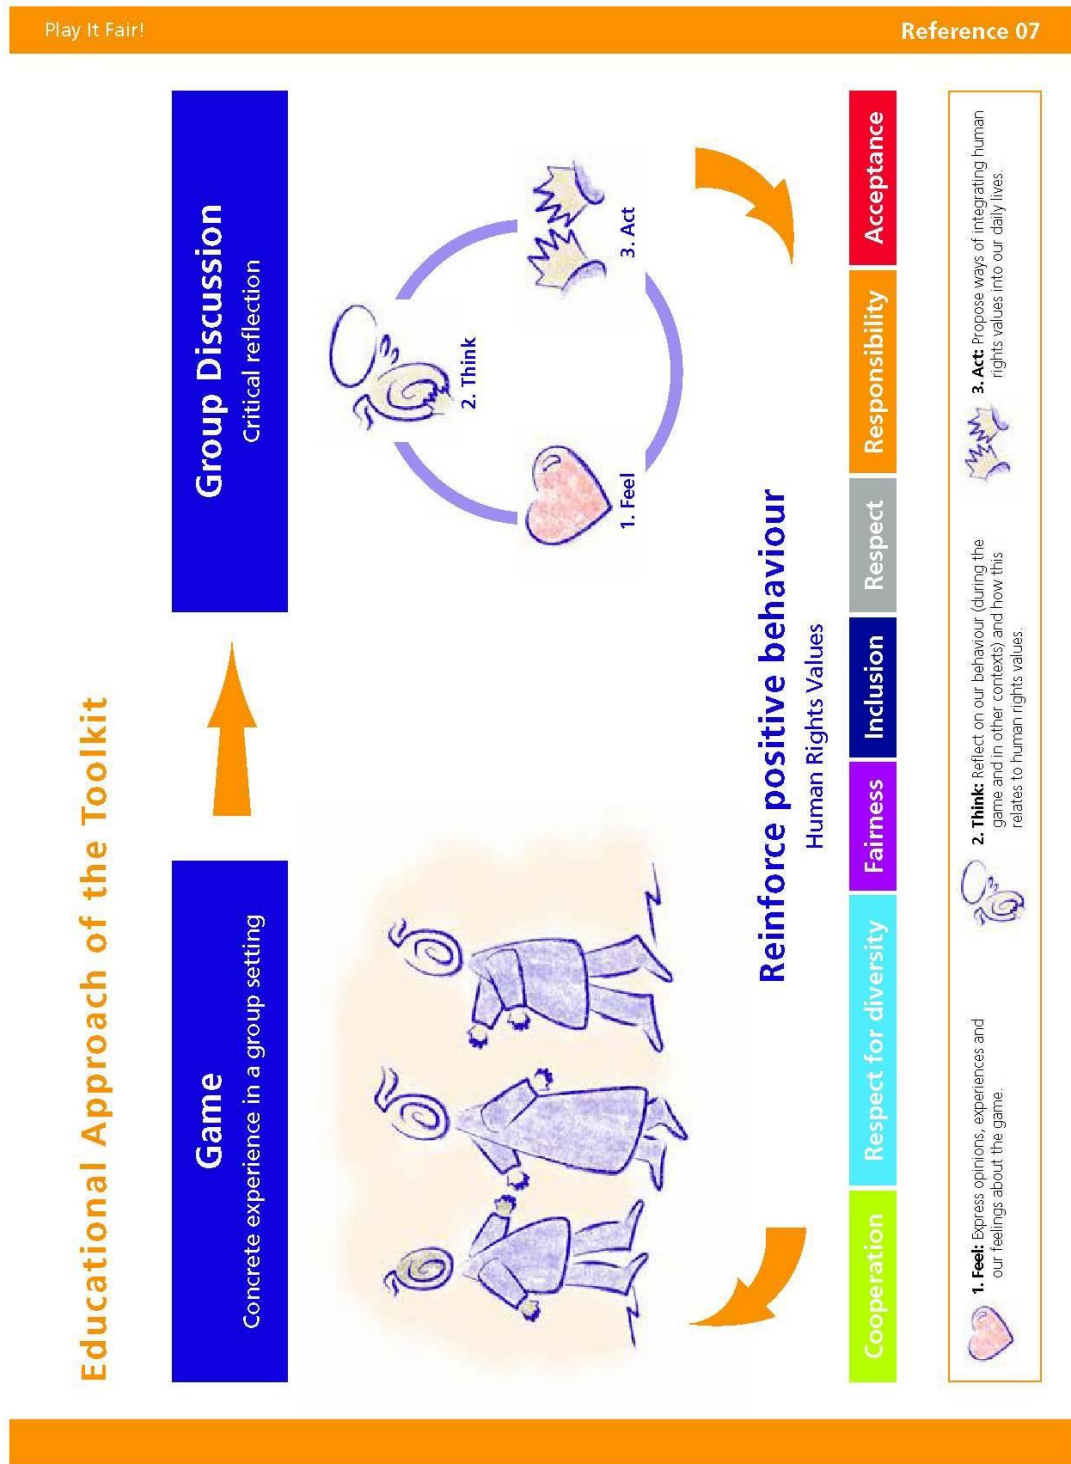 Play It Fair!
Reference 07
Educational Approach of the Toolkit
Game
Concrete experience in a group setting
Group Discussion
Critical reflection
2. Think
1. Feel
3. Act
Reinforce positive behaviour
Human Rights Values
Cooperation
Respect for diversity
Fairness
Inclusion
Respect
Responsibility
Acceptance
1. Feel: Express opinions, experiences and
our feelings about the game.
2. Think: Reflect on our behaviour (during the
game and in other contexts) and how this
relates to human rights values.
3. Act: Propose ways of integrating human
rights values into our daily lives.